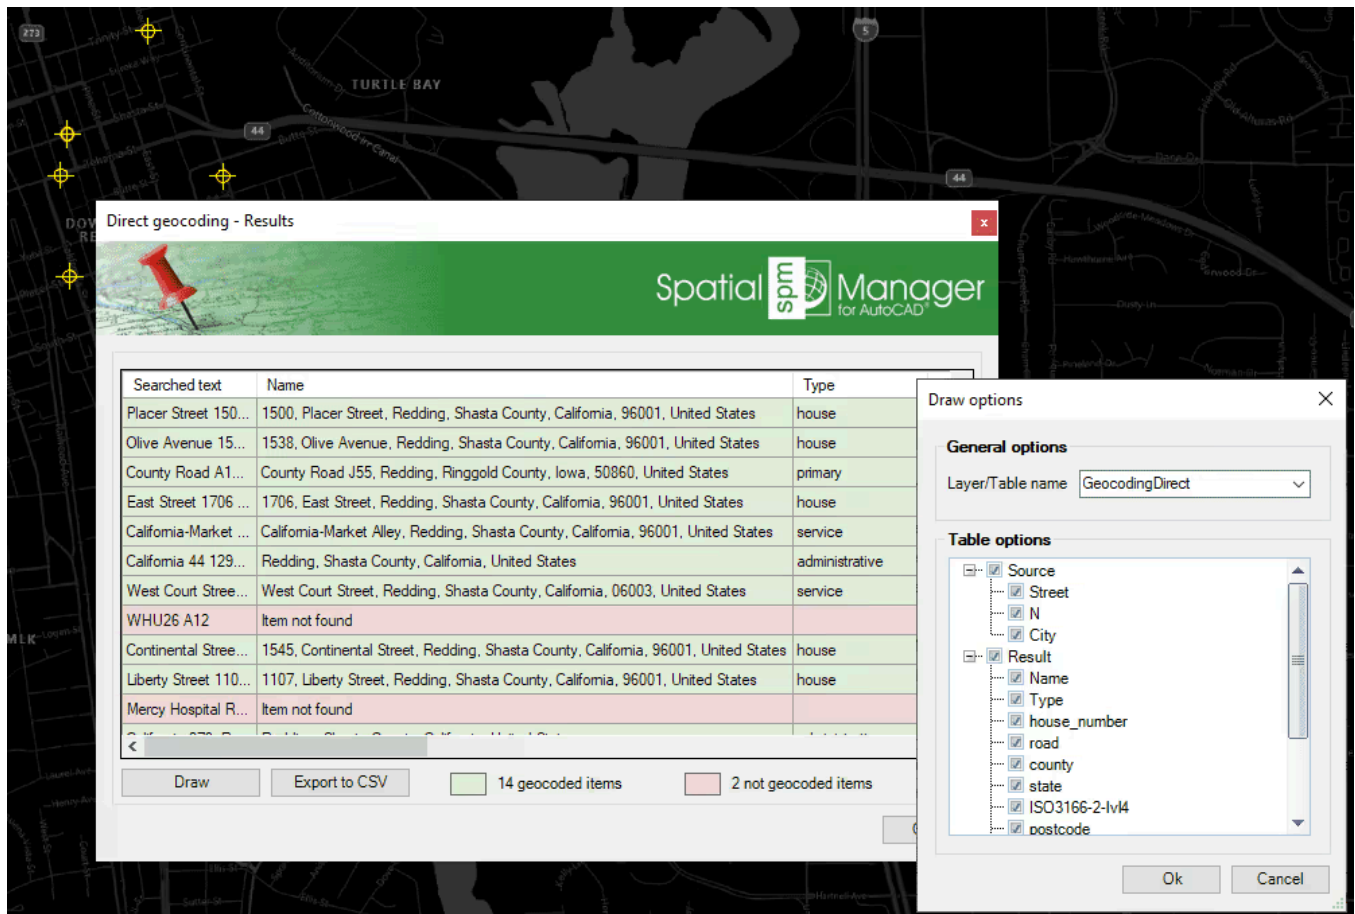 273
Trinity St
TURTLE BAY
5
44
44
Direct geocoding - Results
x
Spatial spm Manager
for AutoCAD®
Searched text Name Type
Placer Street 150... 1500, Placer Street, Redding, Shasta County, California, 96001, United States house
Olive Avenue 15... 1538, Olive Avenue, Redding, Shasta County, California, 96001, United States house
County Road A1... County Road J55, Redding, Ringgold County, Iowa, 50860, United States primary
East Street 1706 ... 1706, East Street, Redding, Shasta County, California, 96001, United States house
California-Market ... California-Market Alley, Redding, Shasta County, California, 96001, United States service
California 44 129... Redding, Shasta County, California, United States administrative
West Court Stree... West Court Street, Redding, Shasta County, California, 06003, United States service
WHU26 A12 Item not found
Continental Stree... 1545, Continental Street, Redding, Shasta County, California, 96001, United States house
Liberty Street 110... 1107, Liberty Street, Redding, Shasta County, California, 96001, United States house
Mercy Hospital R... Item not found
Draw Export to CSV 14 geocoded items 2 not geocoded items
Draw options
General options
Layer/Table name GeocodingDirect
Table options
Source
Street
N
City
Result
Name
Type
house_number
road
county
state
ISO3166-2-lvl4
postcode
Ok Cancel